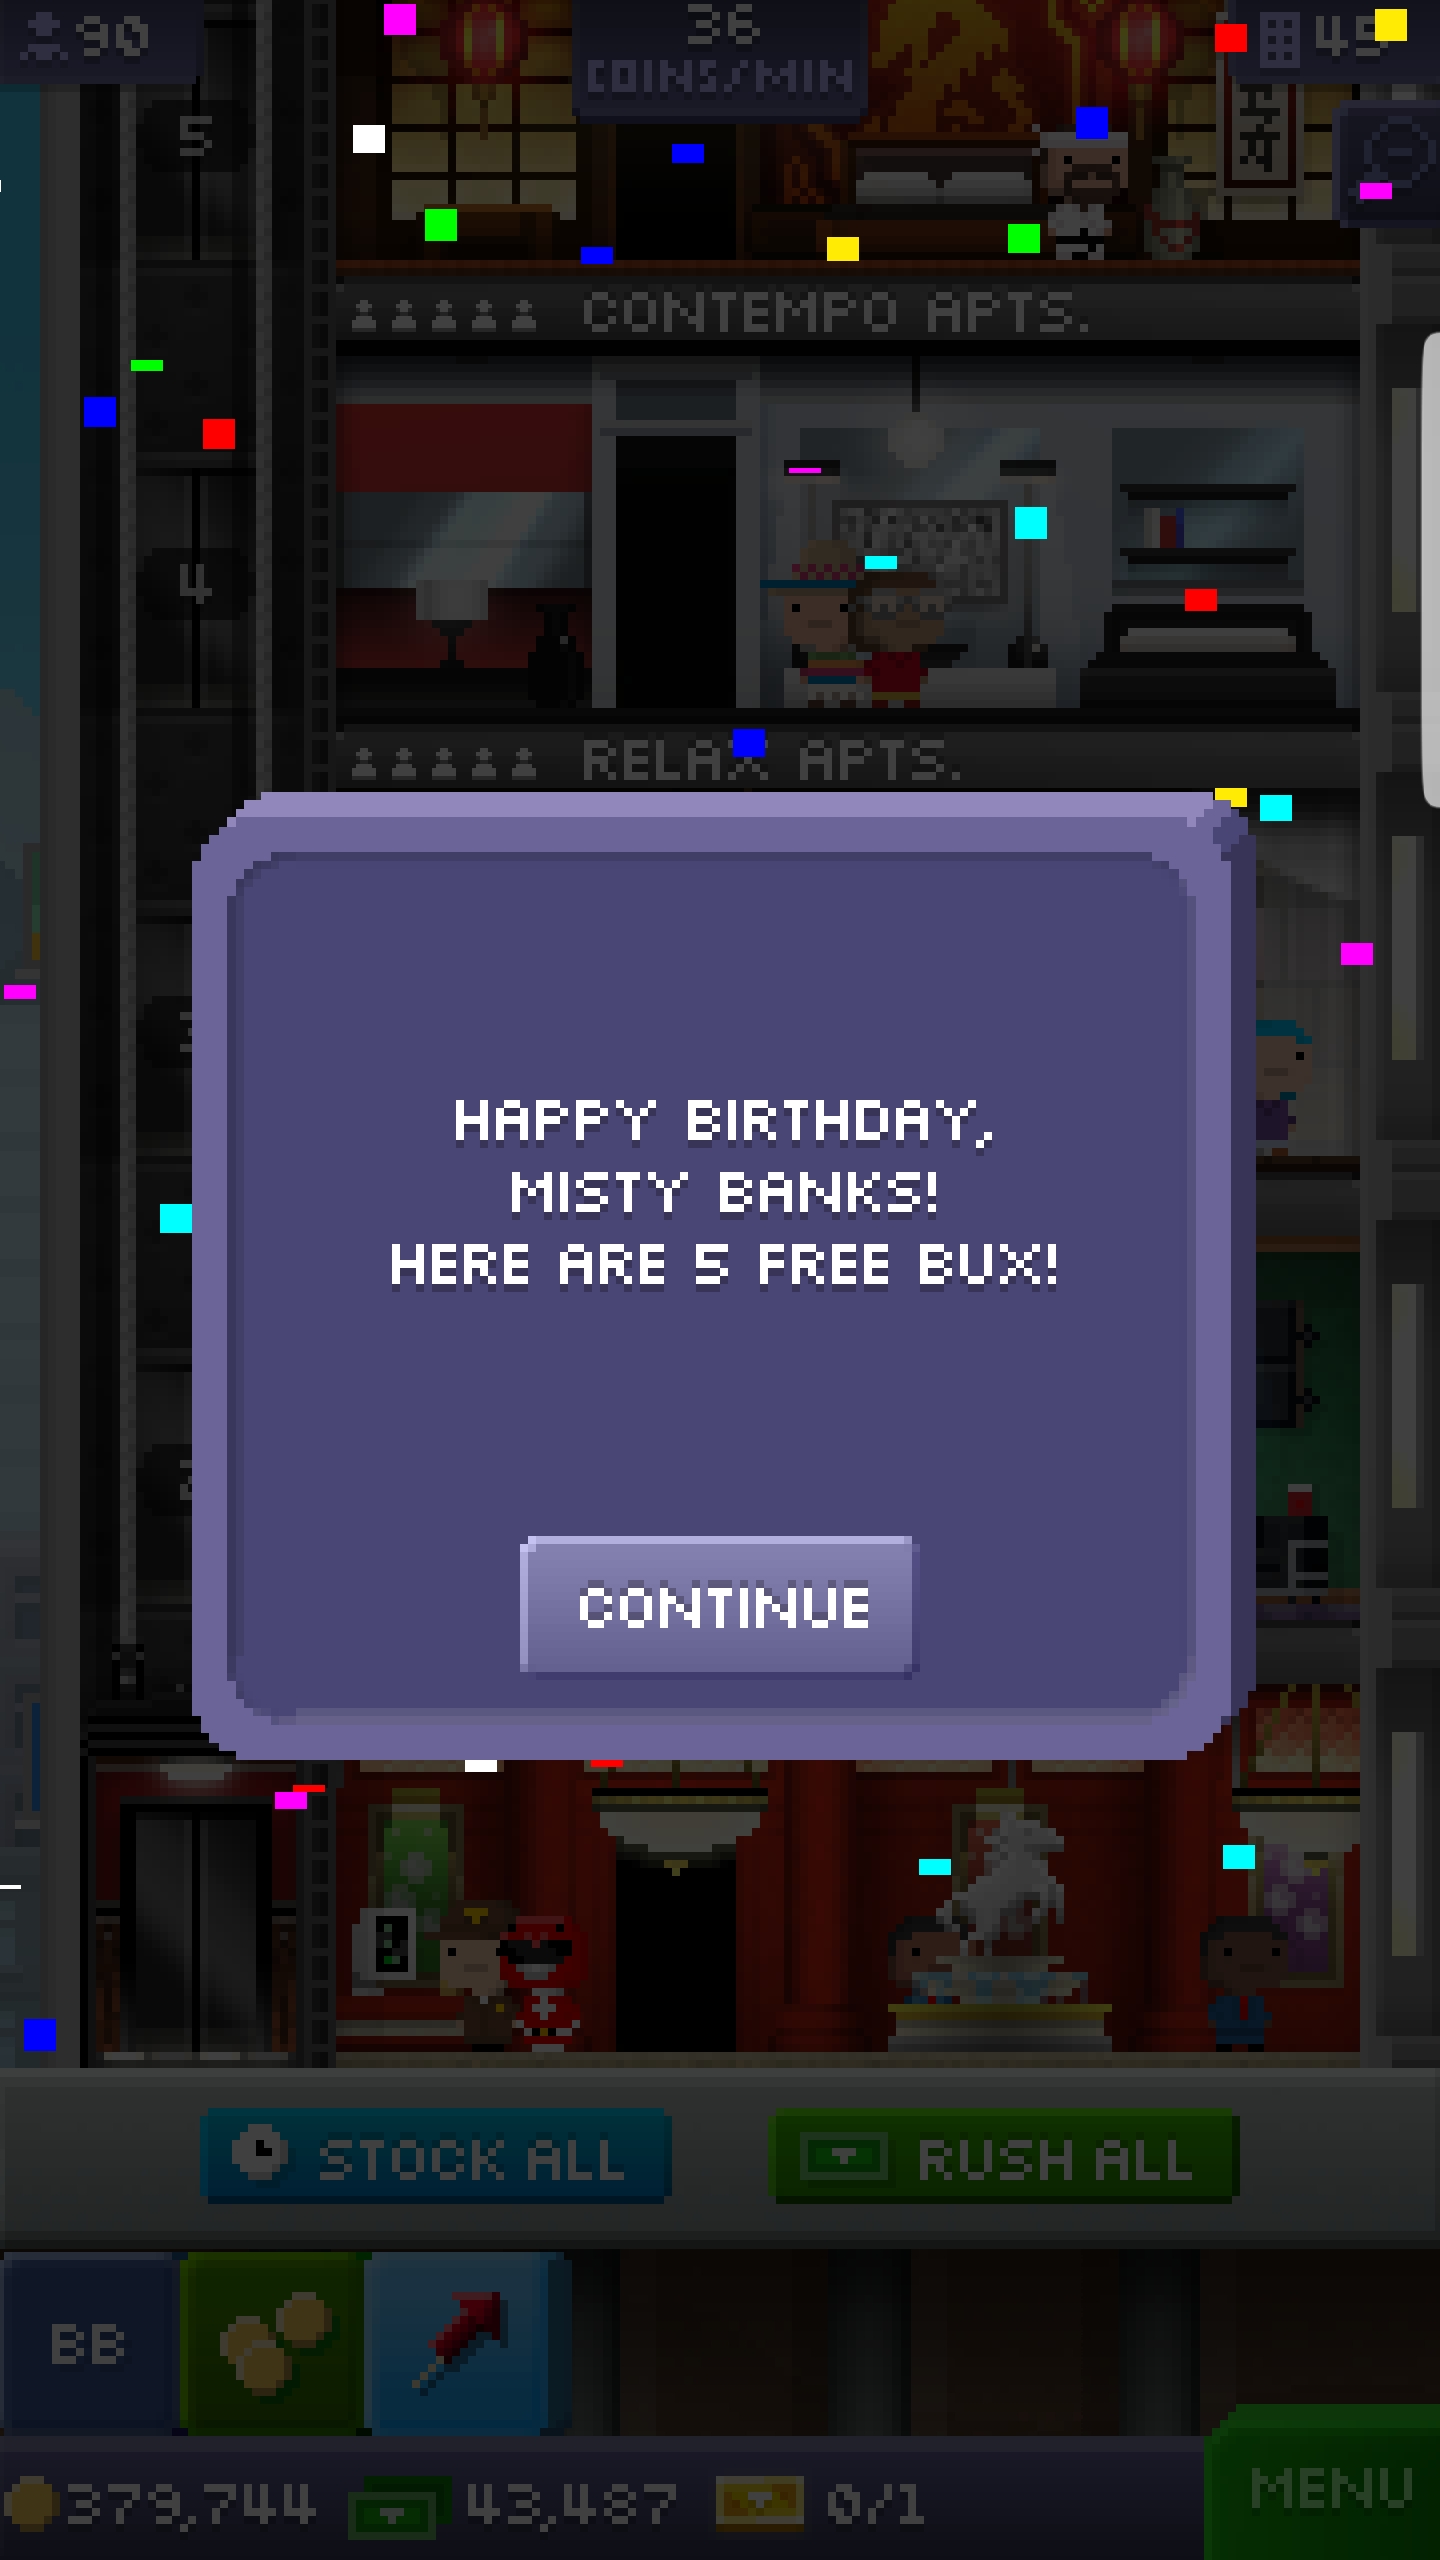 90
36
COINS/MIN
45
5
CONTEMPO APTS.
4
RELAX APTS.
HAPPY BIRTHDAY,
MISTY BANKS!
HERE ARE 5 FREE BUX!
CONTINUE
STOCK ALL
RUSH ALL
BB
379,744
43,487
0/1
MENU